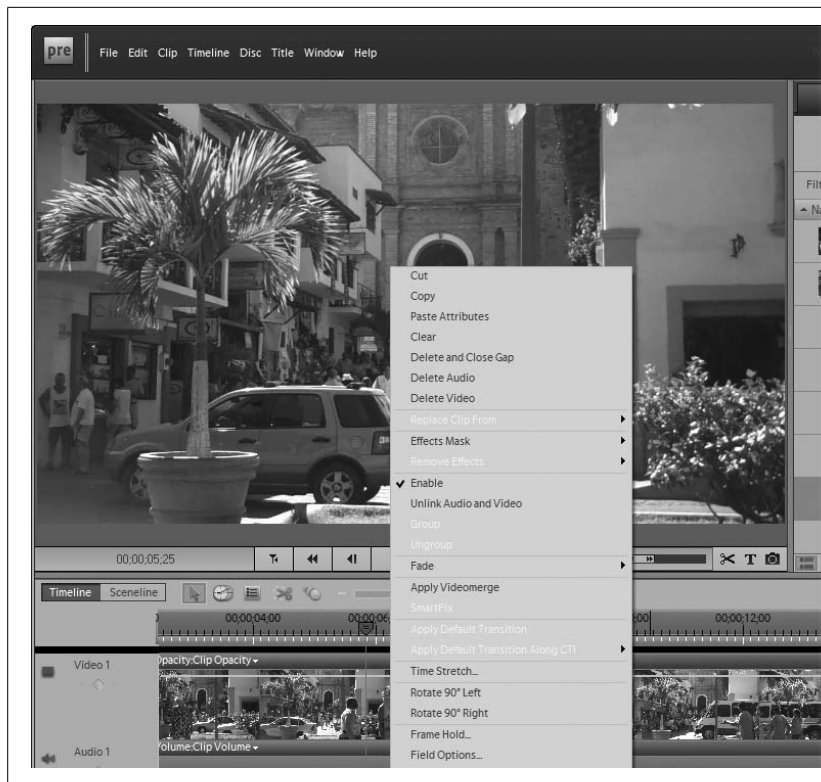 pre
File Edit Clip Timeline Disc Title Window Help
Cut
Copy
Paste Attributes
Clear
Delete and Close Gap
Delete Audio
Delete Video
Replace Clip From
Effects Mask
Remove Effects
Enable
Unlink Audio and Video
Group
Ungroup
Fade
Apply Videomerge
SmartFix
Apply Default Transition
Apply Default Transition Along CTI
Time Stretch...
Rotate 90° Left
Rotate 90° Right
Frame Hold...
Field Options...
00;00;05;25
T
Timeline Sceneline
00;00;04;00 00;00;12;00
Video 1
Opacity:Clip Opacity
Audio 1
Volume:Clip Volume